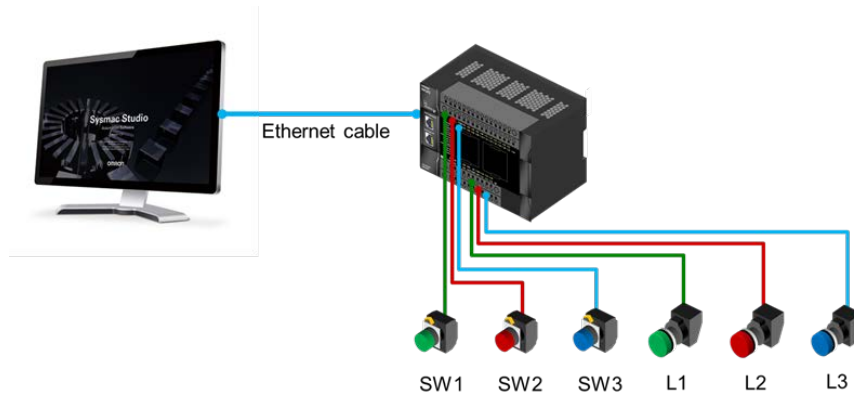 Sysmac Studio
OMRON
Ethernet cable
SW1
SW2
SW3
L1
L2
L3